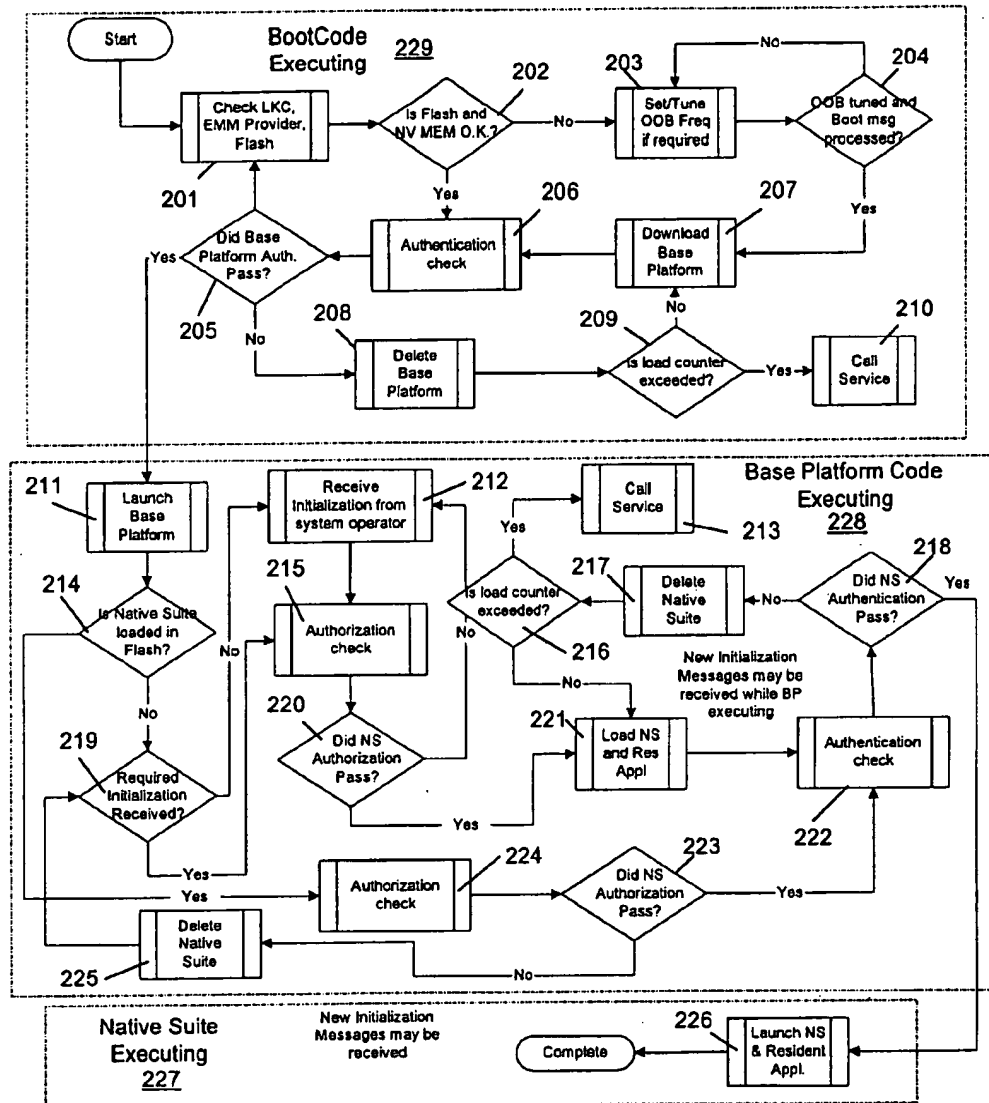 Start
BootCode
Executing 229
202
203
No
204
Check LKC,
EMM Provider,
Flash
Is Flash and
NV MEM O.K.?
No
Set/Tune
OOB Freq
if required
OOB tuned and
Boot msg
processed?
201
Yes
206
207
Yes
Did Base
Platform Auth.
Pass?
Yes
Authentication
check
Download
Base
Platform
205
No
208
209
No
210
Delete
Base
Platform
Is load counter
exceeded?
Yes
Call
Service
Base Platform Code
Executing
228
211
Launch
Base
Platform
Receive
Initialization from
system operator
212
Call
Service
213
Yes
218
214
Is Native Suite
loaded in
Flash?
215
Authorization
check
No
Is load counter
exceeded?
216
217
Delete
Native
Suite
No
Did NS
Authentication
Pass?
Yes
No
No
No
New Initialization
Messages may be
received while BP
executing
219
Required
Initialization
Received?
220
Did NS
Authorization
Pass?
221
Load NS
and Res
Appl
Authentication
check
222
Yes
Yes
Yes
224
Authorization
check
223
Did NS
Authorization
Pass?
Yes
Delete
Native
Suite
225
No
Native Suite
Executing
227
New Initialization
Messages may be
received
Complete
226
Launch NS
& Resident
Appl.